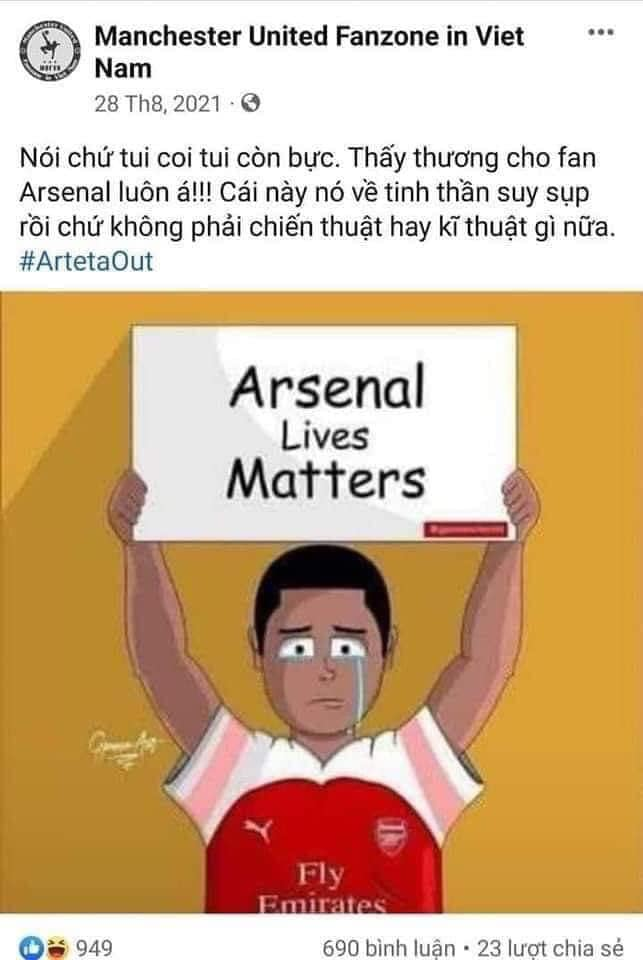 Manchester United Fanzone in Viet
Nam
28 Th8, 2021
Nói chứ tui coi tui còn bực. Thấy thương cho fan
Arsenal luôn á!!! Cái này nó về tinh thần suy sụp
rồi chứ không phải chiến thuật hay kĩ thuật gì nữa.
#ArtetaOut
Arsenal
Lives
Matters
Fly
Emirates
949
690 bình luận • 23 lượt chia sẻ